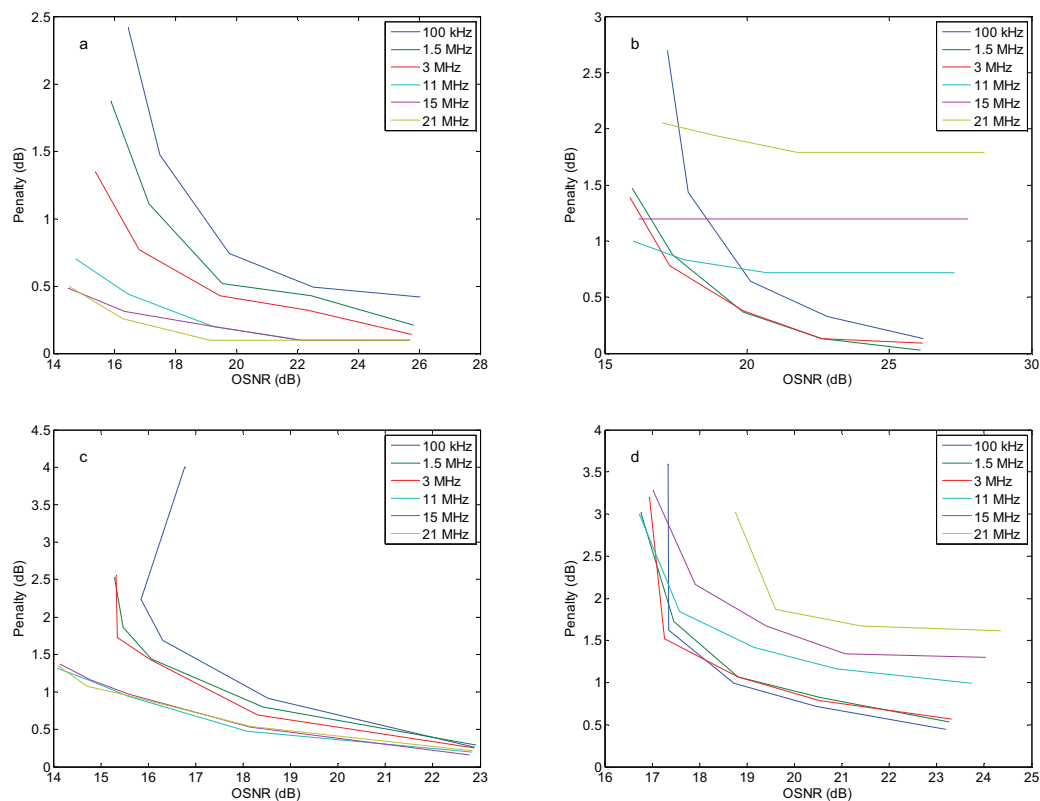 a
100 kHz
1.5 MHz
3 MHz
11 MHz
15 MHz
21 MHz
Penalty (dB)
2.5
2
1.5
1
0.5
0
14 16 18 20 22 24 26 28
OSNR (dB)
b
100 kHz
1.5 MHz
3 MHz
11 MHz
15 MHz
21 MHz
Penalty (dB)
3
2.5
2
1.5
1
0.5
0
15 20 25 30
OSNR (dB)
c
100 kHz
1.5 MHz
3 MHz
11 MHz
15 MHz
21 MHz
Penalty (dB)
4.5
4
3.5
3
2.5
2
1.5
1
0.5
0
14 15 16 17 18 19 20 21 22 23
OSNR (dB)
d
100 kHz
1.5 MHz
3 MHz
11 MHz
15 MHz
21 MHz
Penalty (dB)
4
3.5
3
2.5
2
1.5
1
0.5
0
16 17 18 19 20 21 22 23 24 25
OSNR (dB)